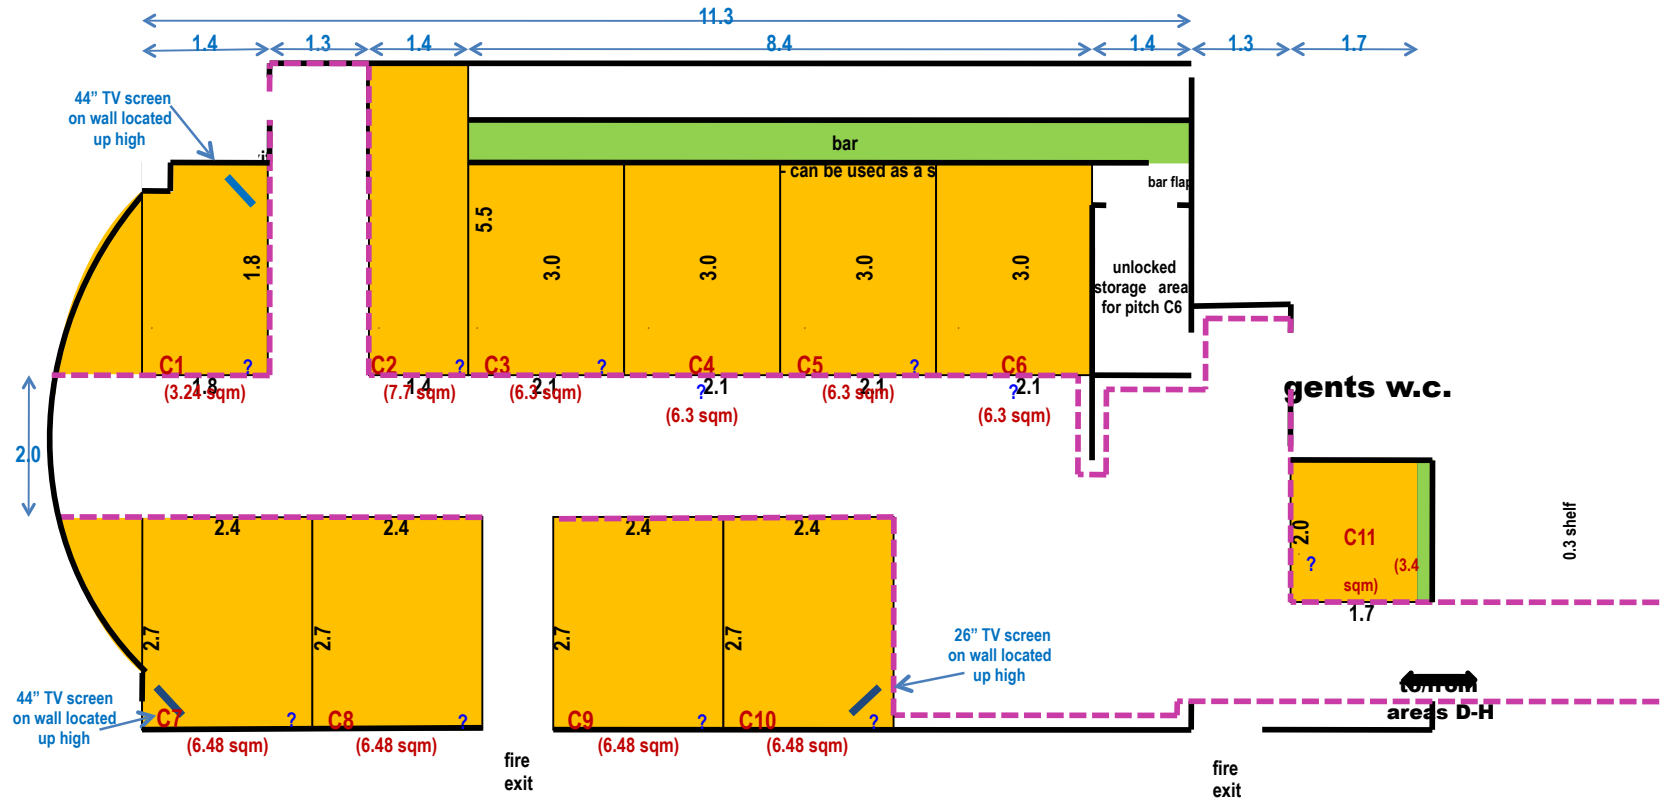 11.3
1.4 1.3 1.4 8.4 1.4 1.3 1.7
44” TV screen
on wall located
up high
bar
- can be used as a s
bar flap
5.5
1.8 3.0 3.0 3.0 3.0
unlocked
storage area
for pitch C6
C1 ? C2 ? C3 ? C4 C5 ? C6
1.8 1.4 2.1 2.1 2.1 2.1
? ?
(3.24 sqm) (7.7 sqm) (6.3 sqm) (6.3 sqm)
(6.3 sqm) (6.3 sqm)
gents w.c.
2.0
2.4 2.4 2.4 2.4
2.0
C11
0.3 shelf
? (3.4
sqm)
1.7
2.7 2.7 2.7 2.7
26” TV screen
on wall located
up high
44” TV screen
on wall located
up high
to/from
areas D-H
C7 ? C8 ? C9 ? C10 ?
(6.48 sqm) (6.48 sqm) (6.48 sqm) (6.48 sqm)
fire
exit
fire
exit